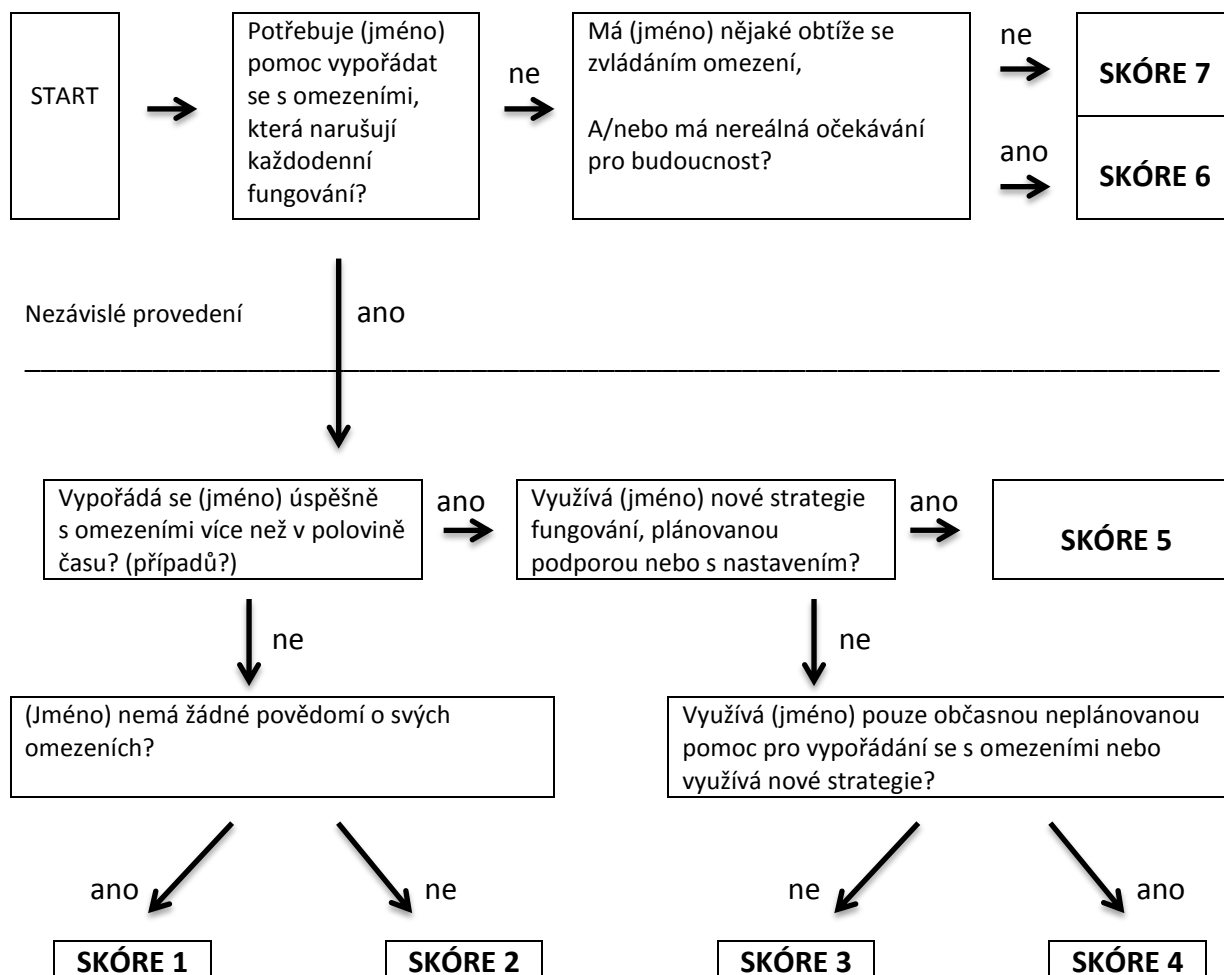 START
Potřebuje (jméno)
pomoc vypořádat
se s omezeními,
která narušují
každodenní
fungování?
ne
Má (jméno) nějaké obtíže se
zvládáním omezení,
A/nebo má nereálná očekávání
pro budoucnost?
ne
SKÓRE 7
ano
SKÓRE 6
Nezávislé provedení
ano
Vypořádá se (jméno) úspěšně
s omezeními více než v polovině
času? (případů?)
ano
Využívá (jméno) nové strategie
fungování, plánovanou
podporou nebo s nastavením?
ano
SKÓRE 5
ne
ne
(Jméno) nemá žádné povědomí o svých
omezeních?
Využívá (jméno) pouze občasnou neplánovanou
pomoc pro vypořádání se s omezeními nebo
využívá nové strategie?
ano
ne
ne
ano
SKÓRE 1
SKÓRE 2
SKÓRE 3
SKÓRE 4